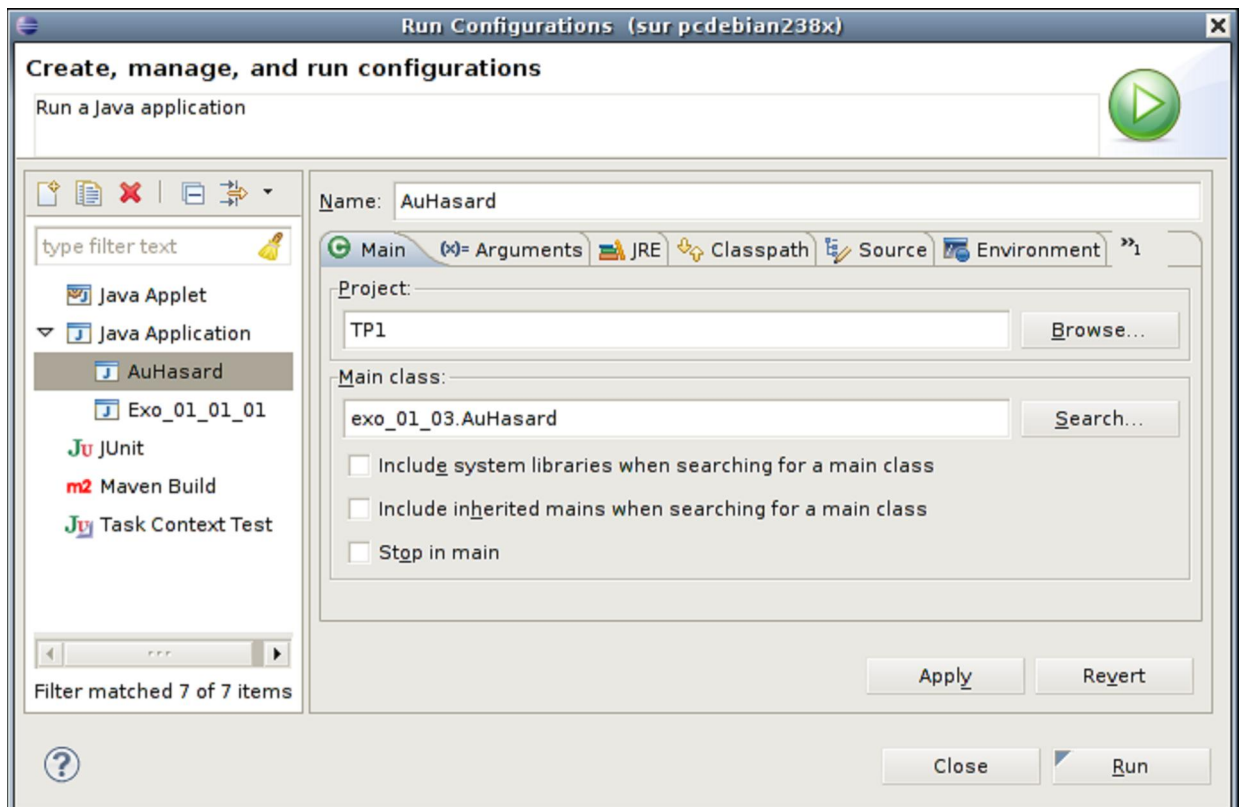 Run Configurations (sur pcdebian238x)
Create, manage, and run configurations
Run a Java application
type filter text
Java Applet
Java Application
AuHasard
Exo_01_01_01
JUnit
Maven Build
Task Context Test
Filter matched 7 of 7 items
Name: AuHasard
Main (x)= Arguments JRE Classpath Source Environment »1
Project:
TP1 Browse...
Main class:
exo_01_03.AuHasard Search...
Include system libraries when searching for a main class
Include inherited mains when searching for a main class
Stop in main
Apply Revert
Close Run